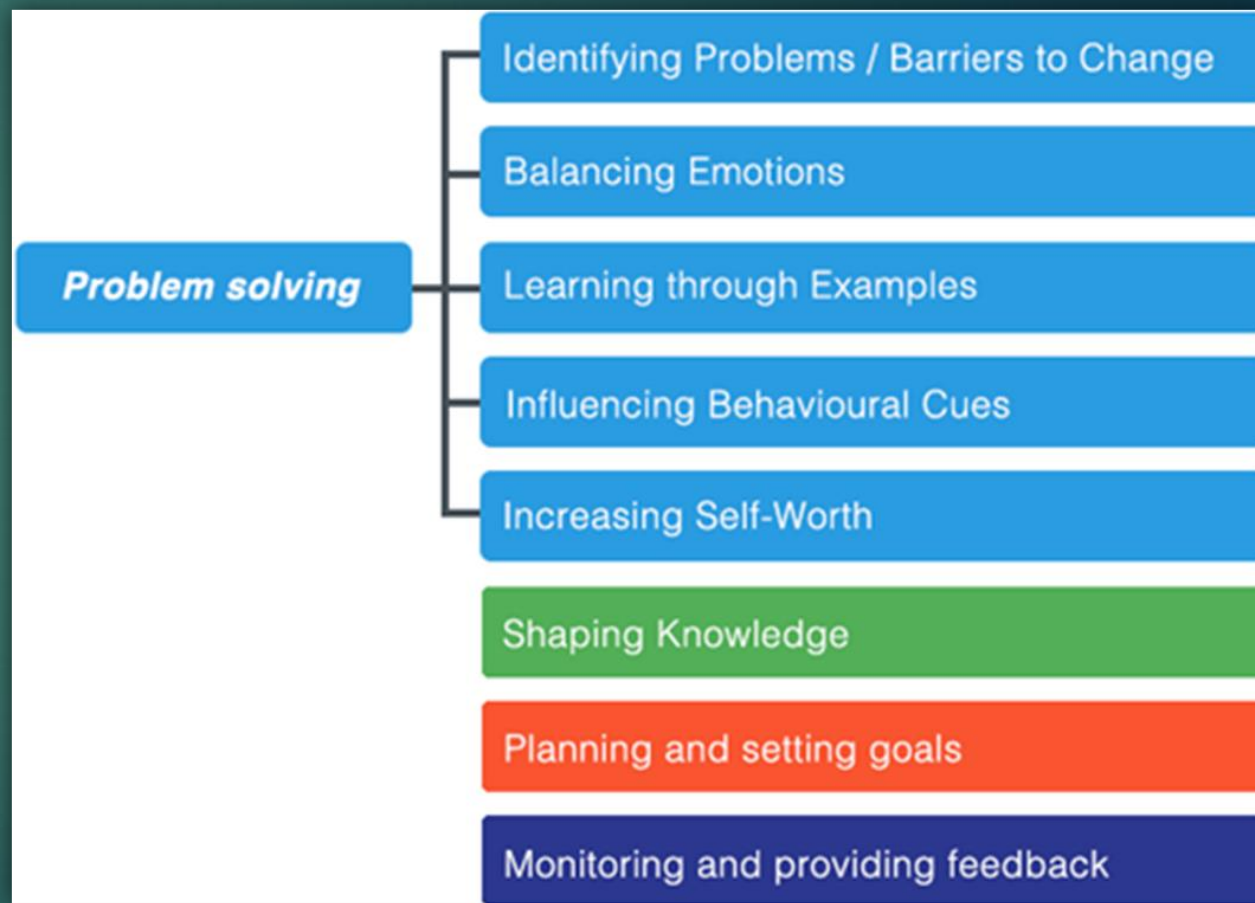 Problem solving
Identifying Problems / Barriers to Change
Balancing Emotions
Learning through Examples
Influencing Behavioural Cues
Increasing Self-Worth
Shaping Knowledge
Planning and setting goals
Monitoring and providing feedback